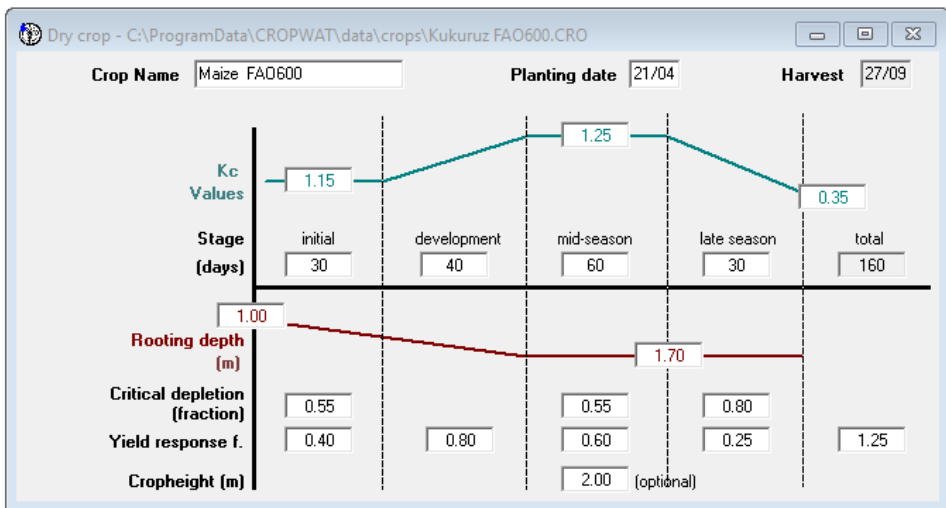 Dry crop - C:\ProgramData\CROPWAT\data\crops\Kukuruz FAO600.CRO
Crop Name Maize FAO600 Planting date 21/04 Harvest 27/09
Kc Values 1.15 1.25 0.35
Stage initial development mid-season late season total
(days) 30 40 60 30 160
1.00
Rooting depth
(m) 1.70
Critical depletion
(fraction) 0.55 0.55 0.80
Yield response f. 0.40 0.80 0.60 0.25 1.25
Cropheight (m) 2.00 (optional)